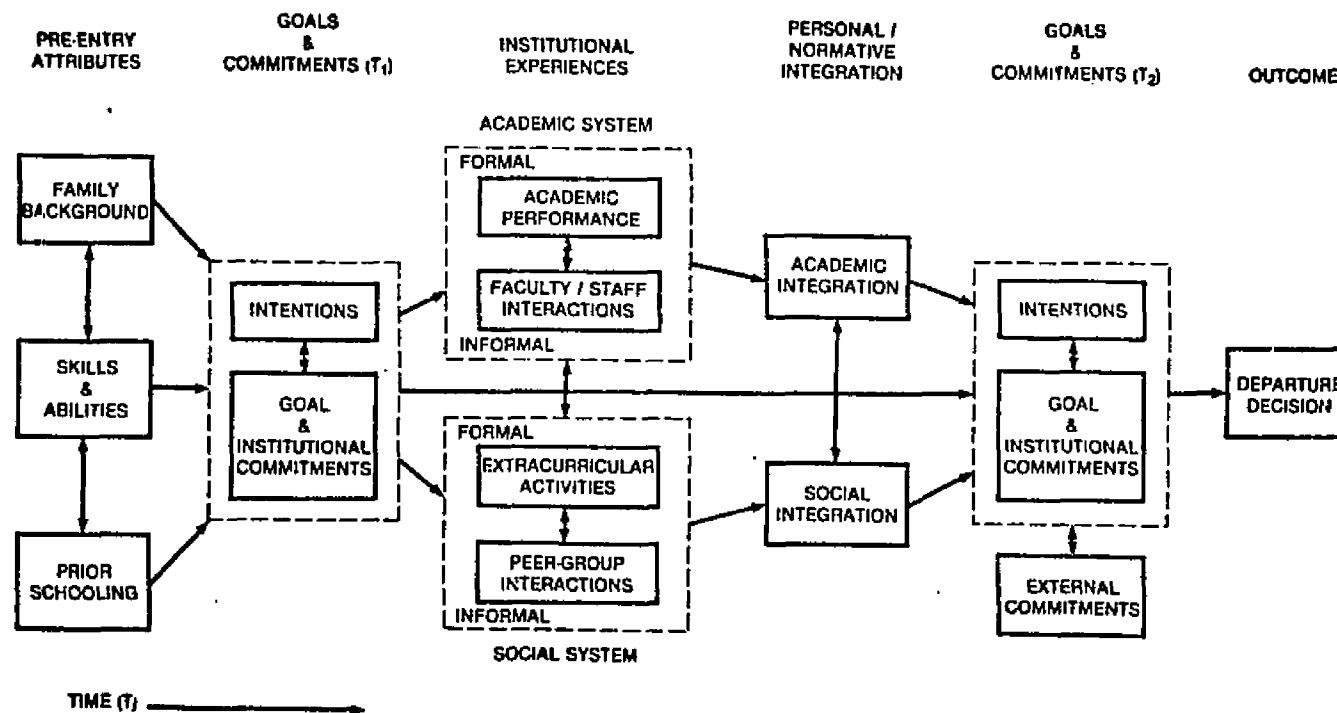 PRE-ENTRY
ATTRIBUTES
GOALS
&
COMMITMENTS (T₁)
INSTITUTIONAL
EXPERIENCES
PERSONAL /
NORMATIVE
INTEGRATION
GOALS
&
COMMITMENTS (T₂)
OUTCOME
FAMILY
BACKGROUND
SKILLS
&
ABILITIES
PRIOR
SCHOOLING
INTENTIONS
GOAL
&
INSTITUTIONAL
COMMITMENTS
ACADEMIC SYSTEM
FORMAL
ACADEMIC
PERFORMANCE
FACULTY / STAFF
INTERACTIONS
INFORMAL
FORMAL
EXTRACURRICULAR
ACTIVITIES
PEER-GROUP
INTERACTIONS
INFORMAL
SOCIAL SYSTEM
ACADEMIC
INTEGRATION
SOCIAL
INTEGRATION
INTENTIONS
GOAL
&
INSTITUTIONAL
COMMITMENTS
EXTERNAL
COMMITMENTS
DEPARTURE
DECISION
TIME (T)